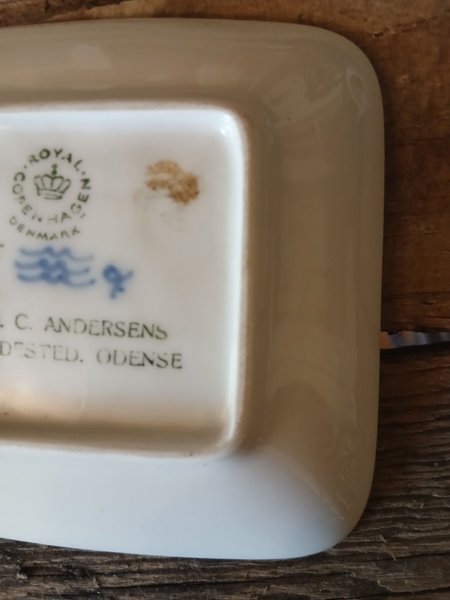 ROYAL
COPENHAGEN
DENMARK
. C. ANDERSENS
DESTED. ODENSE